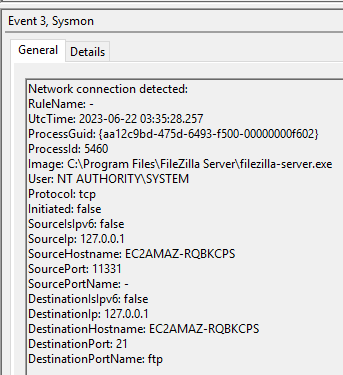 Event 3, Sysmon
General
Details
Network connection detected:
RuleName: -
UtcTime: 2023-06-22 03:35:28.257
ProcessGuid: {aa12c9bd-475d-6493-f500-00000000f602}
ProcessId: 5460
Image: C:\Program Files\FileZilla Server\filezilla-server.exe
User: NT AUTHORITY\SYSTEM
Protocol: tcp
Initiated: false
SourceIsIpv6: false
SourceIp: 127.0.0.1
SourceHostname: EC2AMAZ-RQBKCPS
SourcePort: 11331
SourcePortName: -
DestinationIsIpv6: false
DestinationIp: 127.0.0.1
DestinationHostname: EC2AMAZ-RQBKCPS
DestinationPort: 21
DestinationPortName: ftp